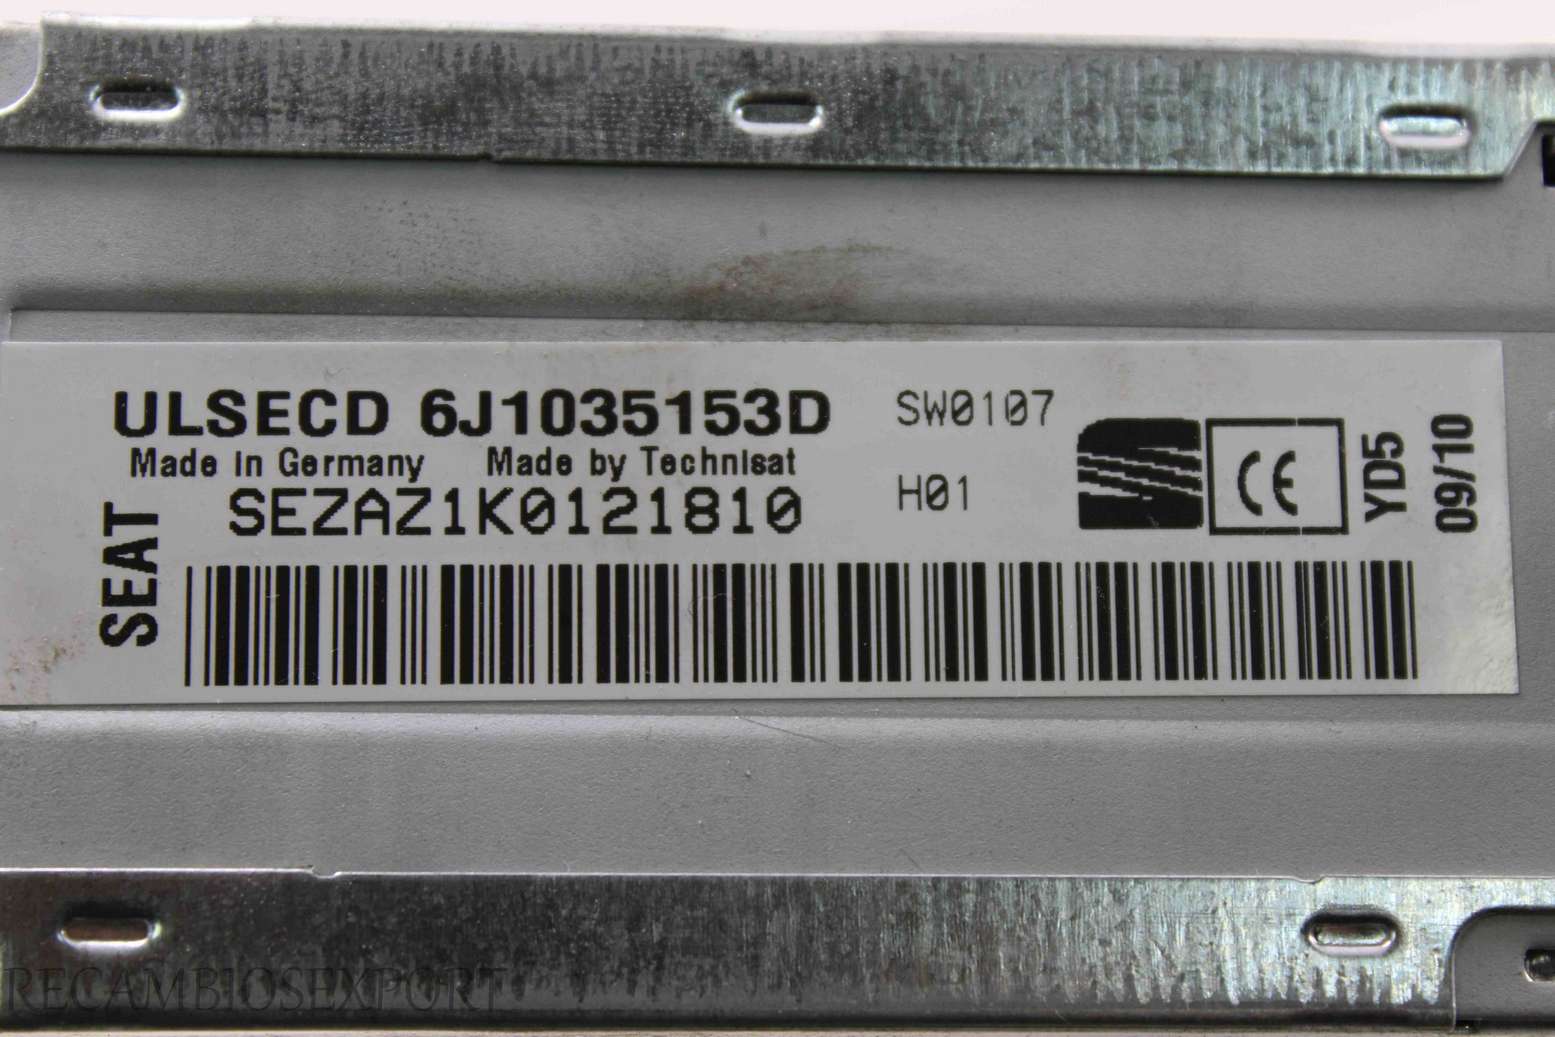 ULSECD 6J1035153D SW0107
Made in Germany Made by Technisat
SEZAZ1K0121810 H01
SEAT
CE
YD5
09/10
RECAMBIOSEXPORT